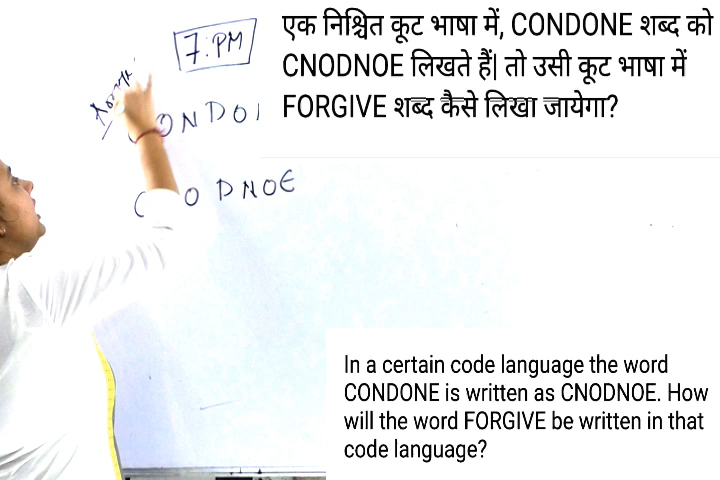 7:PM
एक निश्चित कूट भाषा में, CONDONE शब्द को
CNODNOE लिखते हैं| तो उसी कूट भाषा में
FORGIVE शब्द कैसे लिखा जायेगा?
ONDO
C O D N O E
In a certain code language the word
CONDONE is written as CNODNOE. How
will the word FORGIVE be written in that
code language?